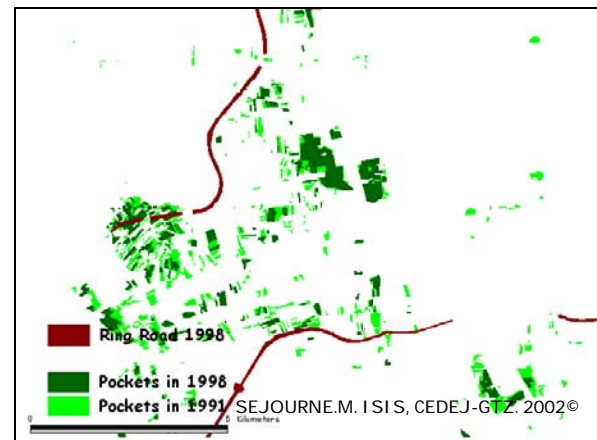 Ring Road 1998
Pockets in 1998
Pockets in 1991 SEJOURNE.M. ISIS, CEDEJ-GTZ. 2002©
0 5 Kilometers